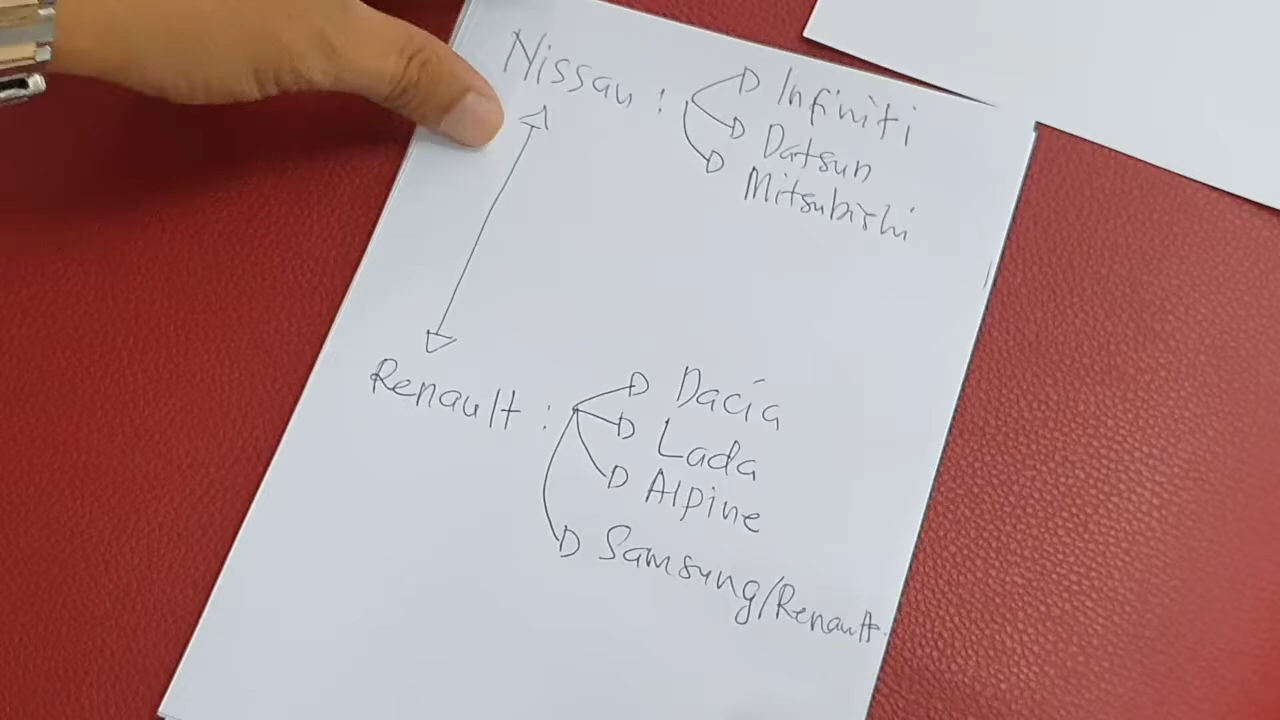 Nissan :
Infiniti
Datsun
Mitsubishi
Renault :
Dacia
Lada
Alpine
Samsung/Renault.